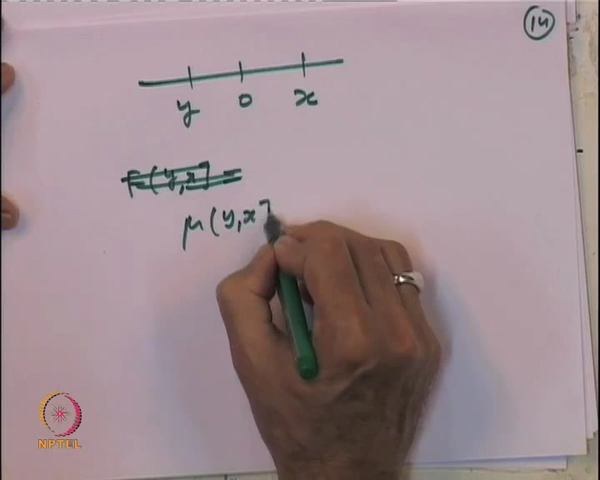 14
y 0 x
F(y,x] =
μ(y,x]
NPTEL